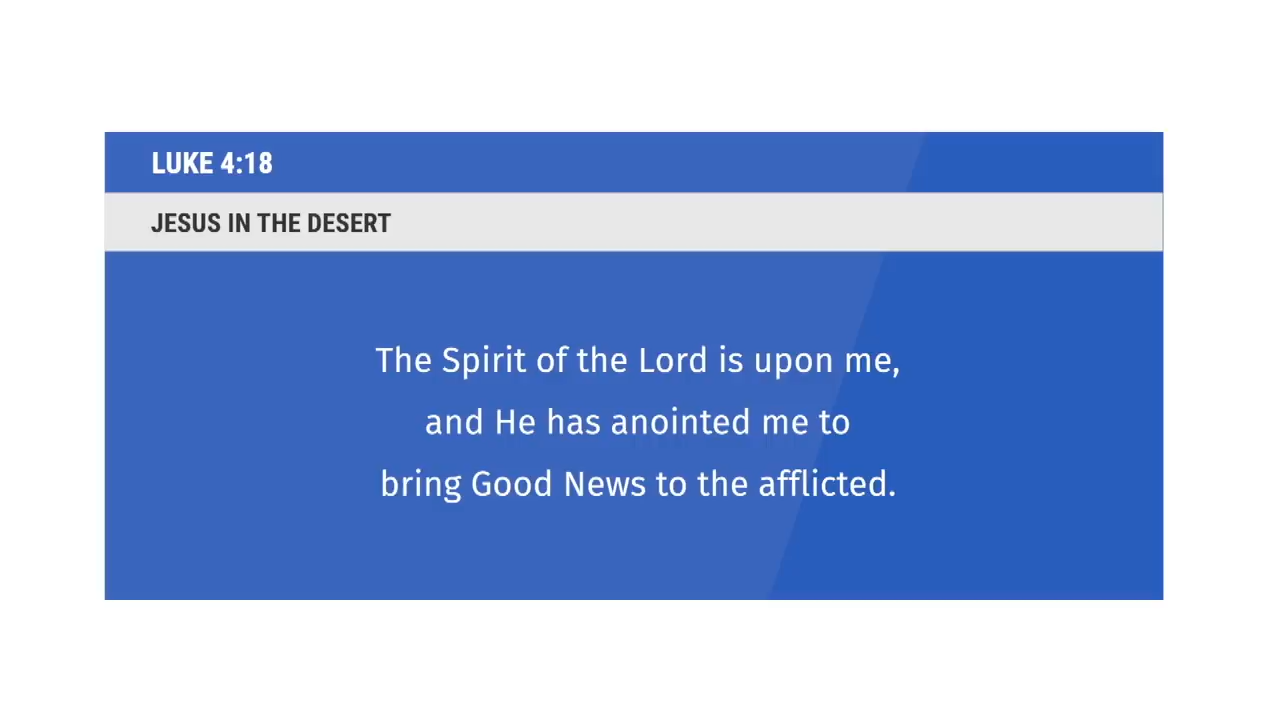 LUKE 4:18
JESUS IN THE DESERT
The Spirit of the Lord is upon me,
and He has anointed me to
bring Good News to the afflicted.